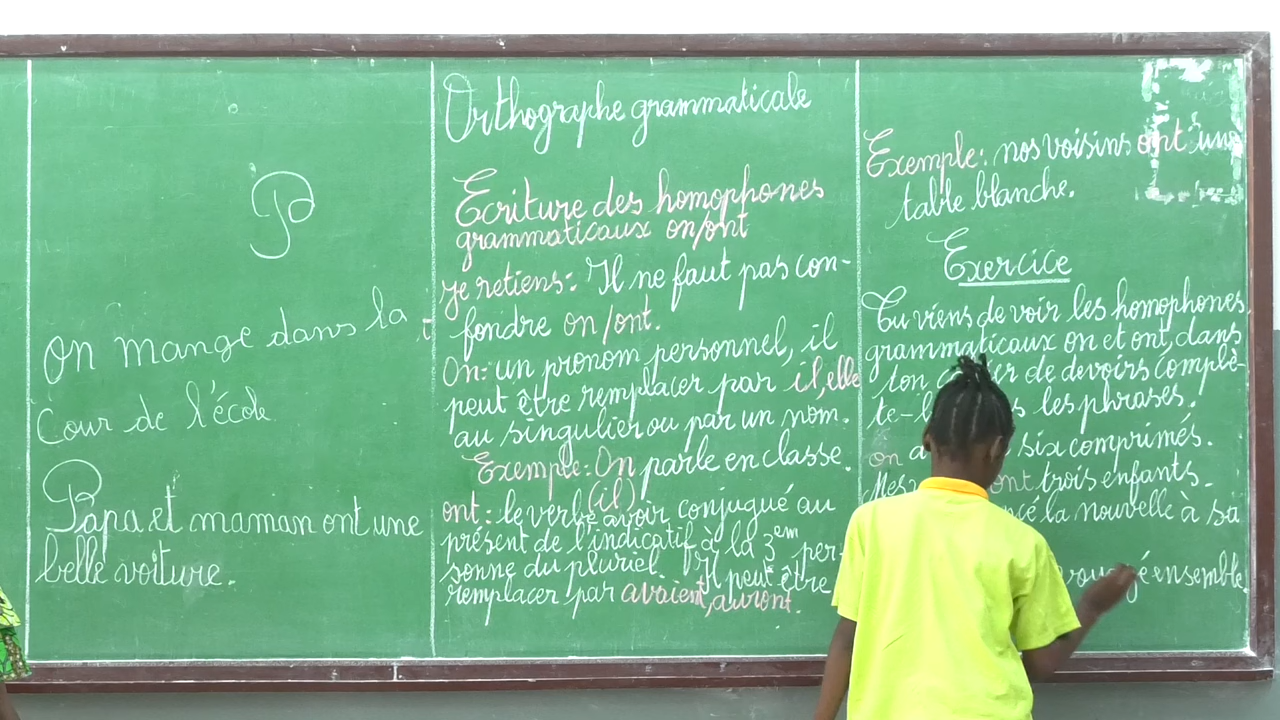 P
On mange dans la
Cour de l'école
Papa et maman ont une
belle voiture.
Orthographe grammaticale
Ecriture des homophones
grammaticaux on/ont
je retiens: Il ne faut pas con-
fondre on/ont.
On: un pronom personnel, il
peut être remplacer par il, elle
au singulier ou par un nom.
Exemple: On parle en classe.
(il)
ont: le verbe avoir conjugué au
présent de l'indicatif à la 3em per-
sonne du pluriel. Il peut être
remplacer par avaient, auront.
Exemple: nos voisins ont une
table blanche.
Exercice
Tu viens de voir les homophones
grammaticaux on et ont, dans
ton de devoirs complè-
te- les phrases.
on six comprimés.
Mes ont trois enfants.
la nouvelle à sa
ensemble.